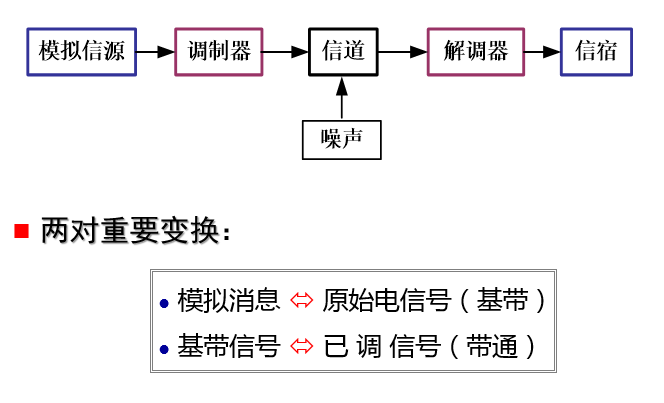 模拟信源 调制器 信道 解调器 信宿
噪声
两对重要变换：
模拟消息 ⇔ 原始电信号（基带）
基带信号 ⇔ 已 调 信号（带通）